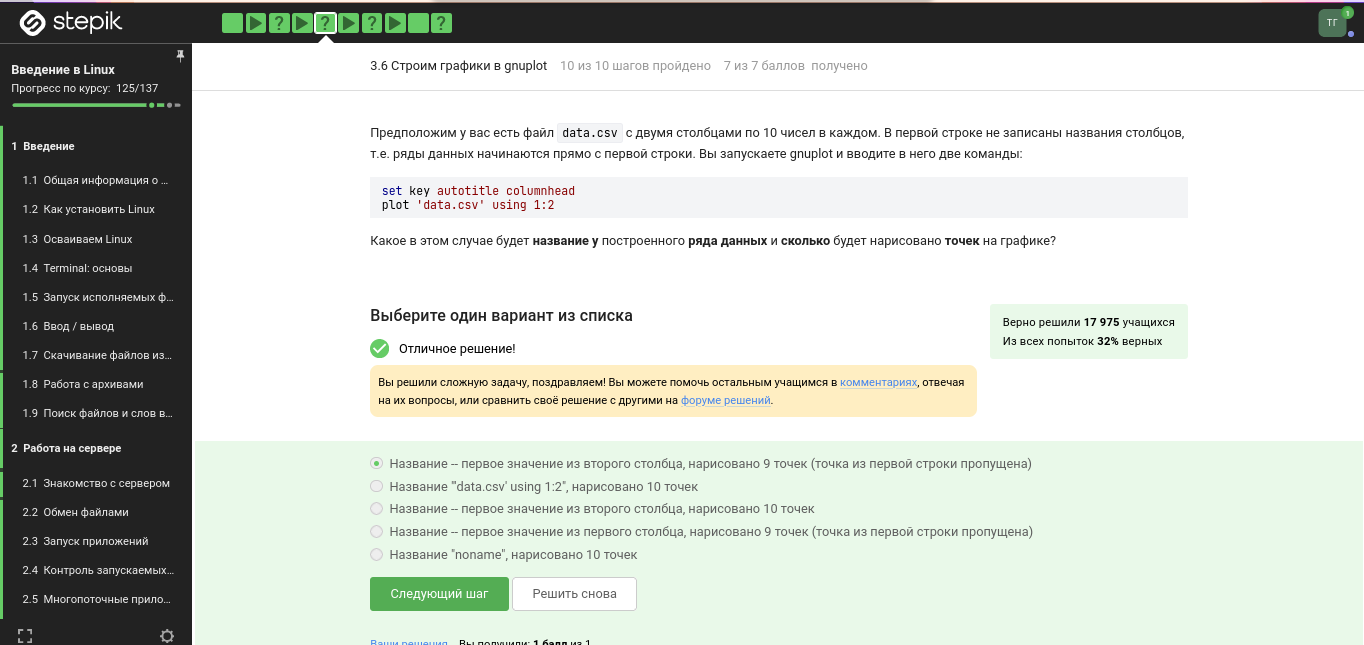 stepik
? ? ? ?
ТГ 1
Введение в Linux
Прогресс по курсу: 125/137
1 Введение
1.1 Общая информация о ...
1.2 Как установить Linux
1.3 Осваиваем Linux
1.4 Terminal: основы
1.5 Запуск исполняемых ф...
1.6 Ввод / вывод
1.7 Скачивание файлов из...
1.8 Работа с архивами
1.9 Поиск файлов и слов в...
2 Работа на сервере
2.1 Знакомство с сервером
2.2 Обмен файлами
2.3 Запуск приложений
2.4 Контроль запускаемых...
2.5 Многопоточные прило...
3.6 Строим графики в gnuplot 10 из 10 шагов пройдено 7 из 7 баллов получено
Предположим у вас есть файл data.csv с двумя столбцами по 10 чисел в каждом. В первой строке не записаны названия столбцов,
т.е. ряды данных начинаются прямо с первой строки. Вы запускаете gnuplot и вводите в него две команды:
set key autotitle columnhead
plot 'data.csv' using 1:2
Какое в этом случае будет название у построенного ряда данных и сколько будет нарисовано точек на графике?
Выберите один вариант из списка
Отличное решение!
Верно решили 17 975 учащихся
Из всех попыток 32% верных
Вы решили сложную задачу, поздравляем! Вы можете помочь остальным учащимся в комментариях, отвечая
на их вопросы, или сравнить своё решение с другими на форуме решений.
Название -- первое значение из второго столбца, нарисовано 9 точек (точка из первой строки пропущена)
Название "'data.csv' using 1:2", нарисовано 10 точек
Название -- первое значение из второго столбца, нарисовано 10 точек
Название -- первое значение из первого столбца, нарисовано 9 точек (точка из первой строки пропущена)
Название "noname", нарисовано 10 точек
Следующий шаг Решить снова
Ваши решения Вы получили: 1 балл из 1